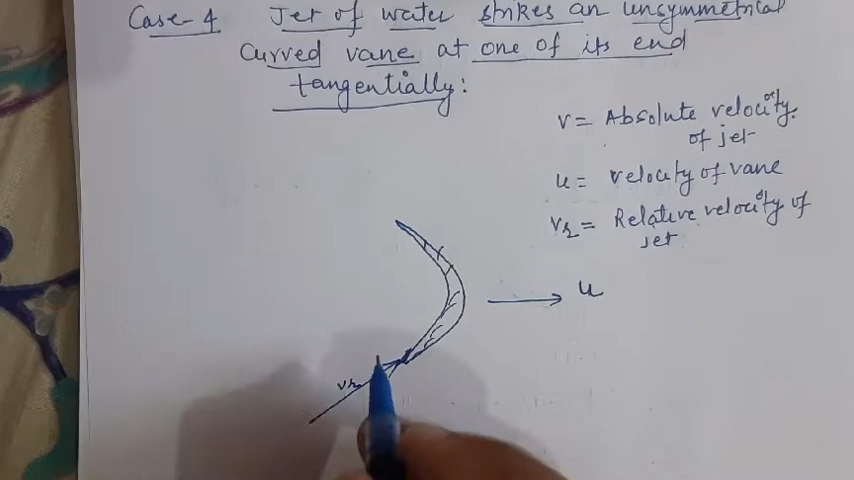 Case-4 Jet of water strikes an unsymmetrical
curved vane at one of its end
tangentially:
V = Absolute velocity
of jet
u = velocity of vane
Vr = Relative velocity of
jet
u
Vr